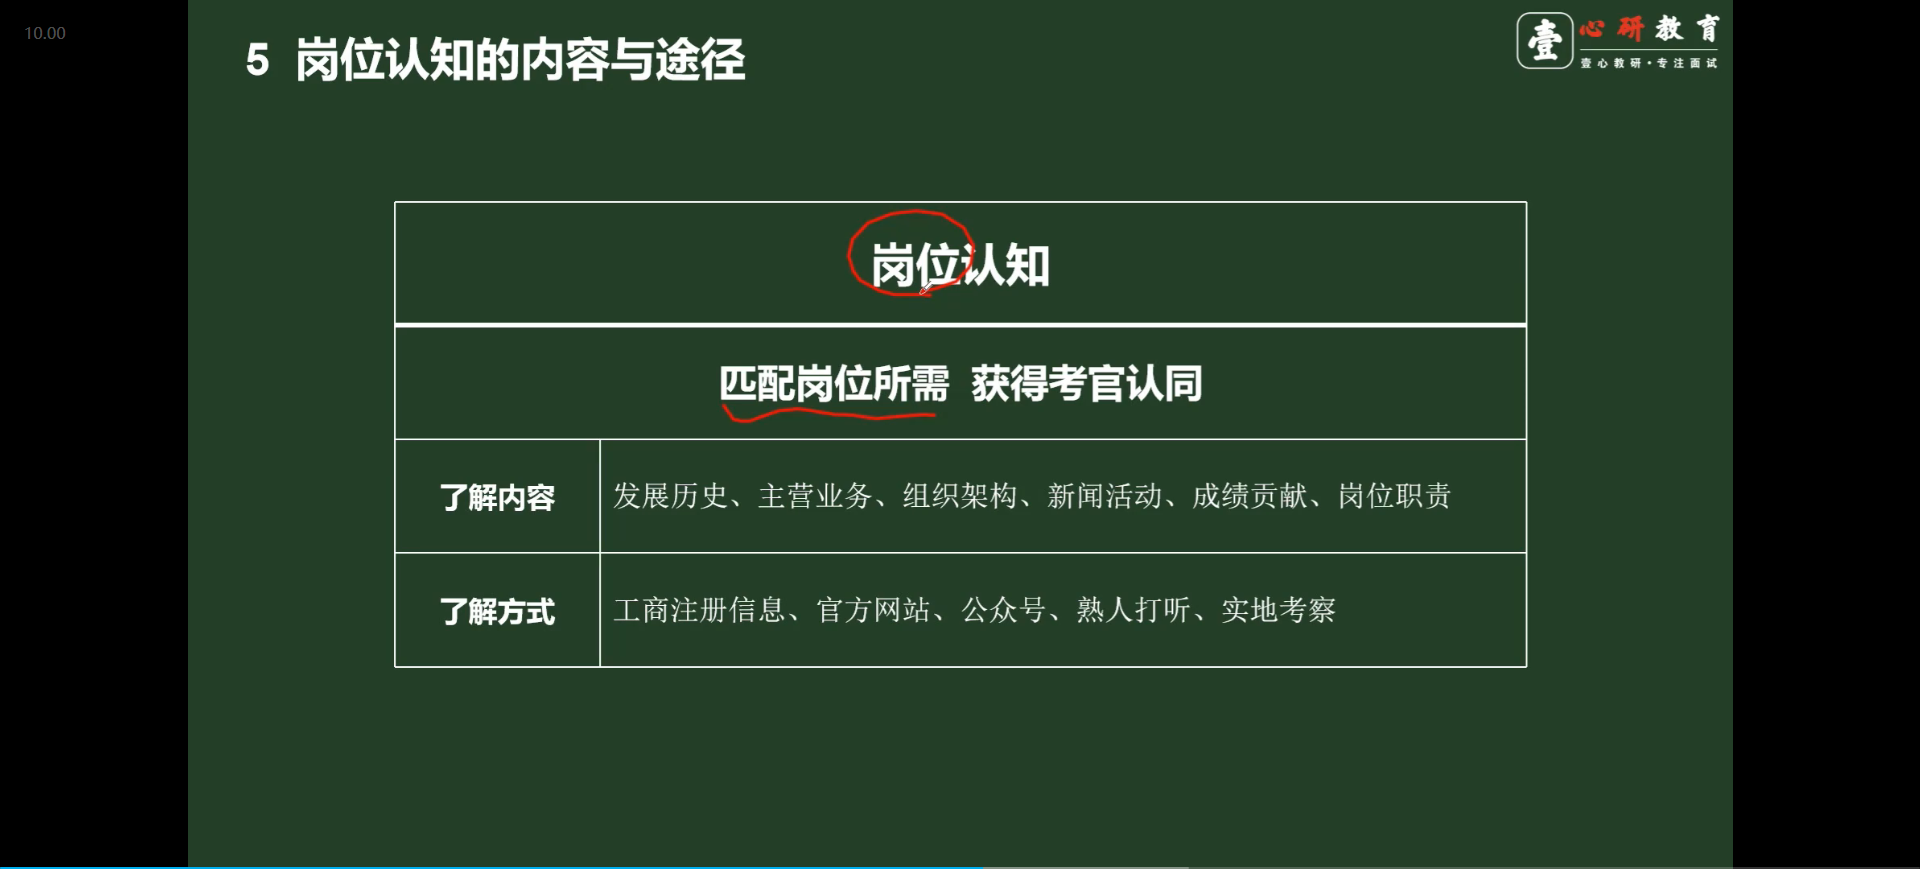 10.00
5 岗位认知的内容与途径
壹 心研教育
壹心教研•专注面试
岗位认知
匹配岗位所需 获得考官认同
了解内容 发展历史、主营业务、组织架构、新闻活动、成绩贡献、岗位职责
了解方式 工商注册信息、官方网站、公众号、熟人打听、实地考察